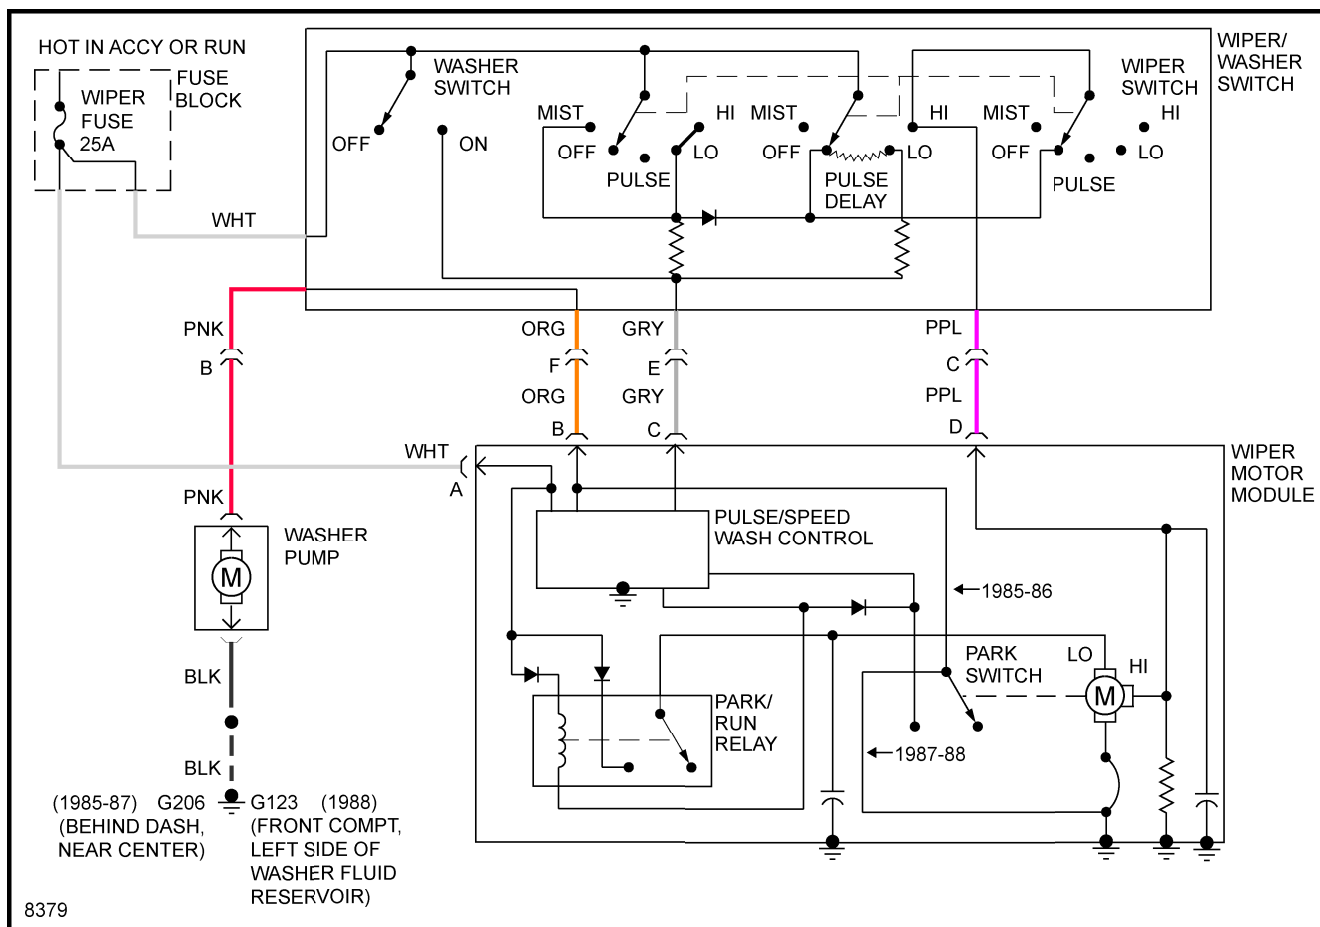 HOT IN ACCY OR RUN
WIPER
FUSE
25A
FUSE
BLOCK
WHT
WASHER
SWITCH
OFF
ON
MIST
HI
OFF
LO
PULSE
MIST
HI
OFF
LO
PULSE
DELAY
WIPER
SWITCH
MIST
HI
OFF
LO
PULSE
WIPER/
WASHER
SWITCH
PNK
B
ORG
F
ORG
B
GRY
E
GRY
C
PPL
C
PPL
D
WHT
A
PNK
WASHER
PUMP
M
BLK
BLK
(1985-87) G206
(BEHIND DASH,
NEAR CENTER)
G123 (1988)
(FRONT COMPT,
LEFT SIDE OF
WASHER FLUID
RESERVOIR)
WIPER
MOTOR
MODULE
PULSE/SPEED
WASH CONTROL
1985-86
PARK
SWITCH
LO
HI
M
PARK/
RUN
RELAY
1987-88
8379